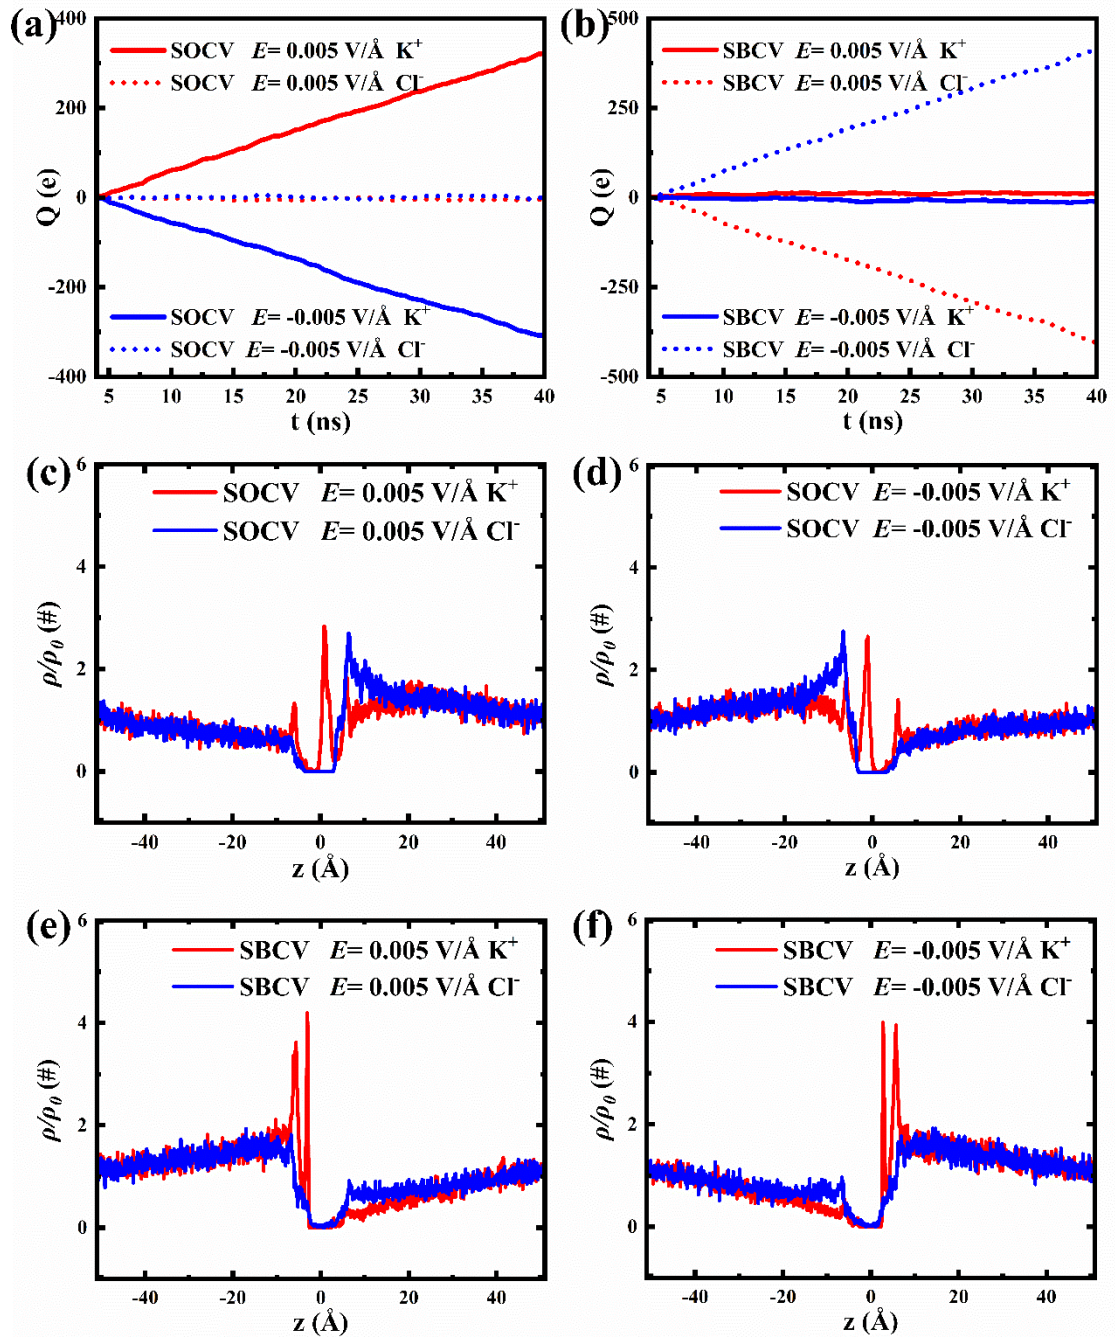 (a)
400
200
0
-200
-400
Q (e)
SOCV E= 0.005 V/Å K⁺
SOCV E= 0.005 V/Å Cl⁻
SOCV E= -0.005 V/Å K⁺
SOCV E= -0.005 V/Å Cl⁻
5 10 15 20 25 30 35 40
t (ns)
(b)
500
250
0
-250
-500
Q (e)
SBCV E= 0.005 V/Å K⁺
SBCV E= 0.005 V/Å Cl⁻
SBCV E= -0.005 V/Å K⁺
SBCV E= -0.005 V/Å Cl⁻
5 10 15 20 25 30 35 40
t (ns)
(c)
6
4
2
0
ρ/ρ₀ (#)
SOCV E= 0.005 V/Å K⁺
SOCV E= 0.005 V/Å Cl⁻
-40 -20 0 20 40
z (Å)
(d)
6
4
2
0
ρ/ρ₀ (#)
SOCV E= -0.005 V/Å K⁺
SOCV E= -0.005 V/Å Cl⁻
-40 -20 0 20 40
z (Å)
(e)
6
4
2
0
ρ/ρ₀ (#)
SBCV E= 0.005 V/Å K⁺
SBCV E= 0.005 V/Å Cl⁻
-40 -20 0 20 40
z (Å)
(f)
6
4
2
0
ρ/ρ₀ (#)
SBCV E= -0.005 V/Å K⁺
SBCV E= -0.005 V/Å Cl⁻
-40 -20 0 20 40
z (Å)